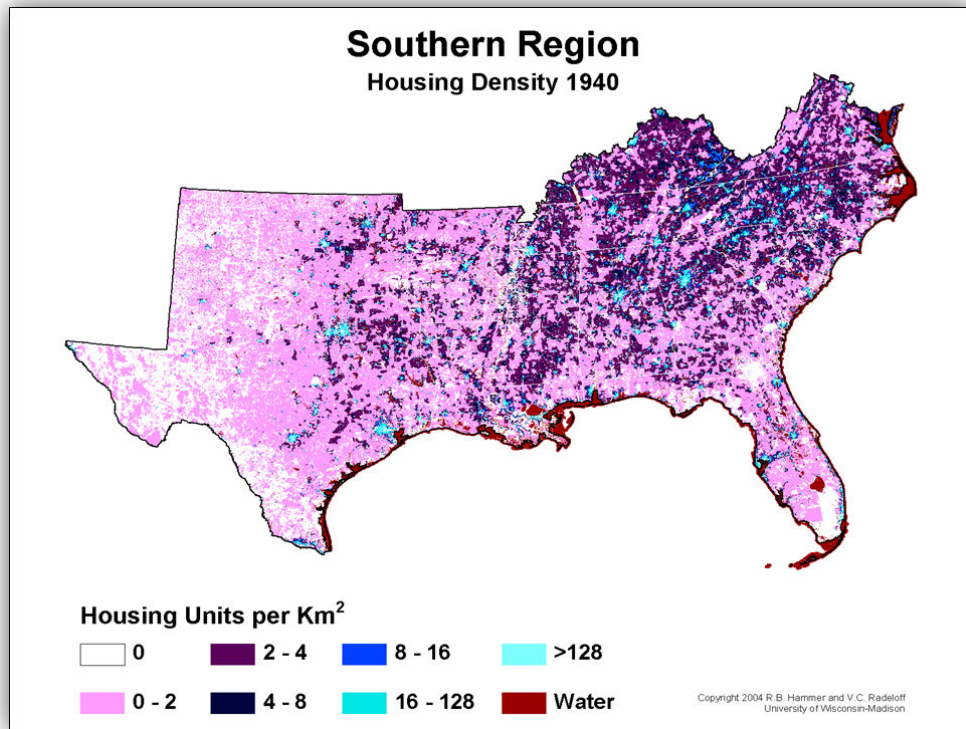 Southern Region
Housing Density 1940
Housing Units per Km²
0
2 - 4
8 - 16
>128
0 - 2
4 - 8
16 - 128
Water
Copyright 2004 R.B. Hammer and V.C. Radeloff
University of Wisconsin-Madison